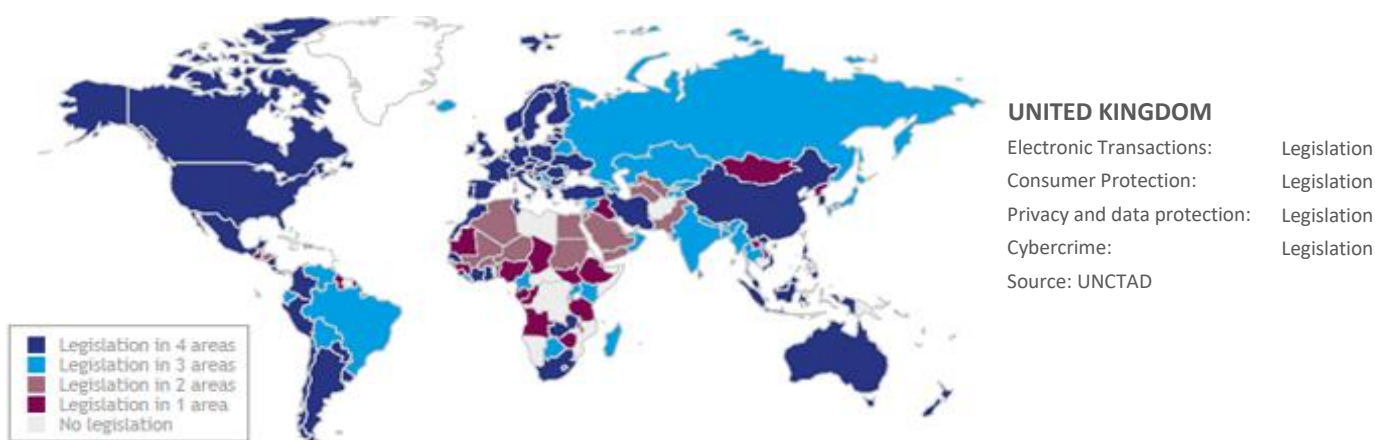 UNITED KINGDOM
Electronic Transactions: Legislation
Consumer Protection: Legislation
Privacy and data protection: Legislation
Cybercrime: Legislation
Source: UNCTAD
Legislation in 4 areas
Legislation in 3 areas
Legislation in 2 areas
Legislation in 1 area
No legislation